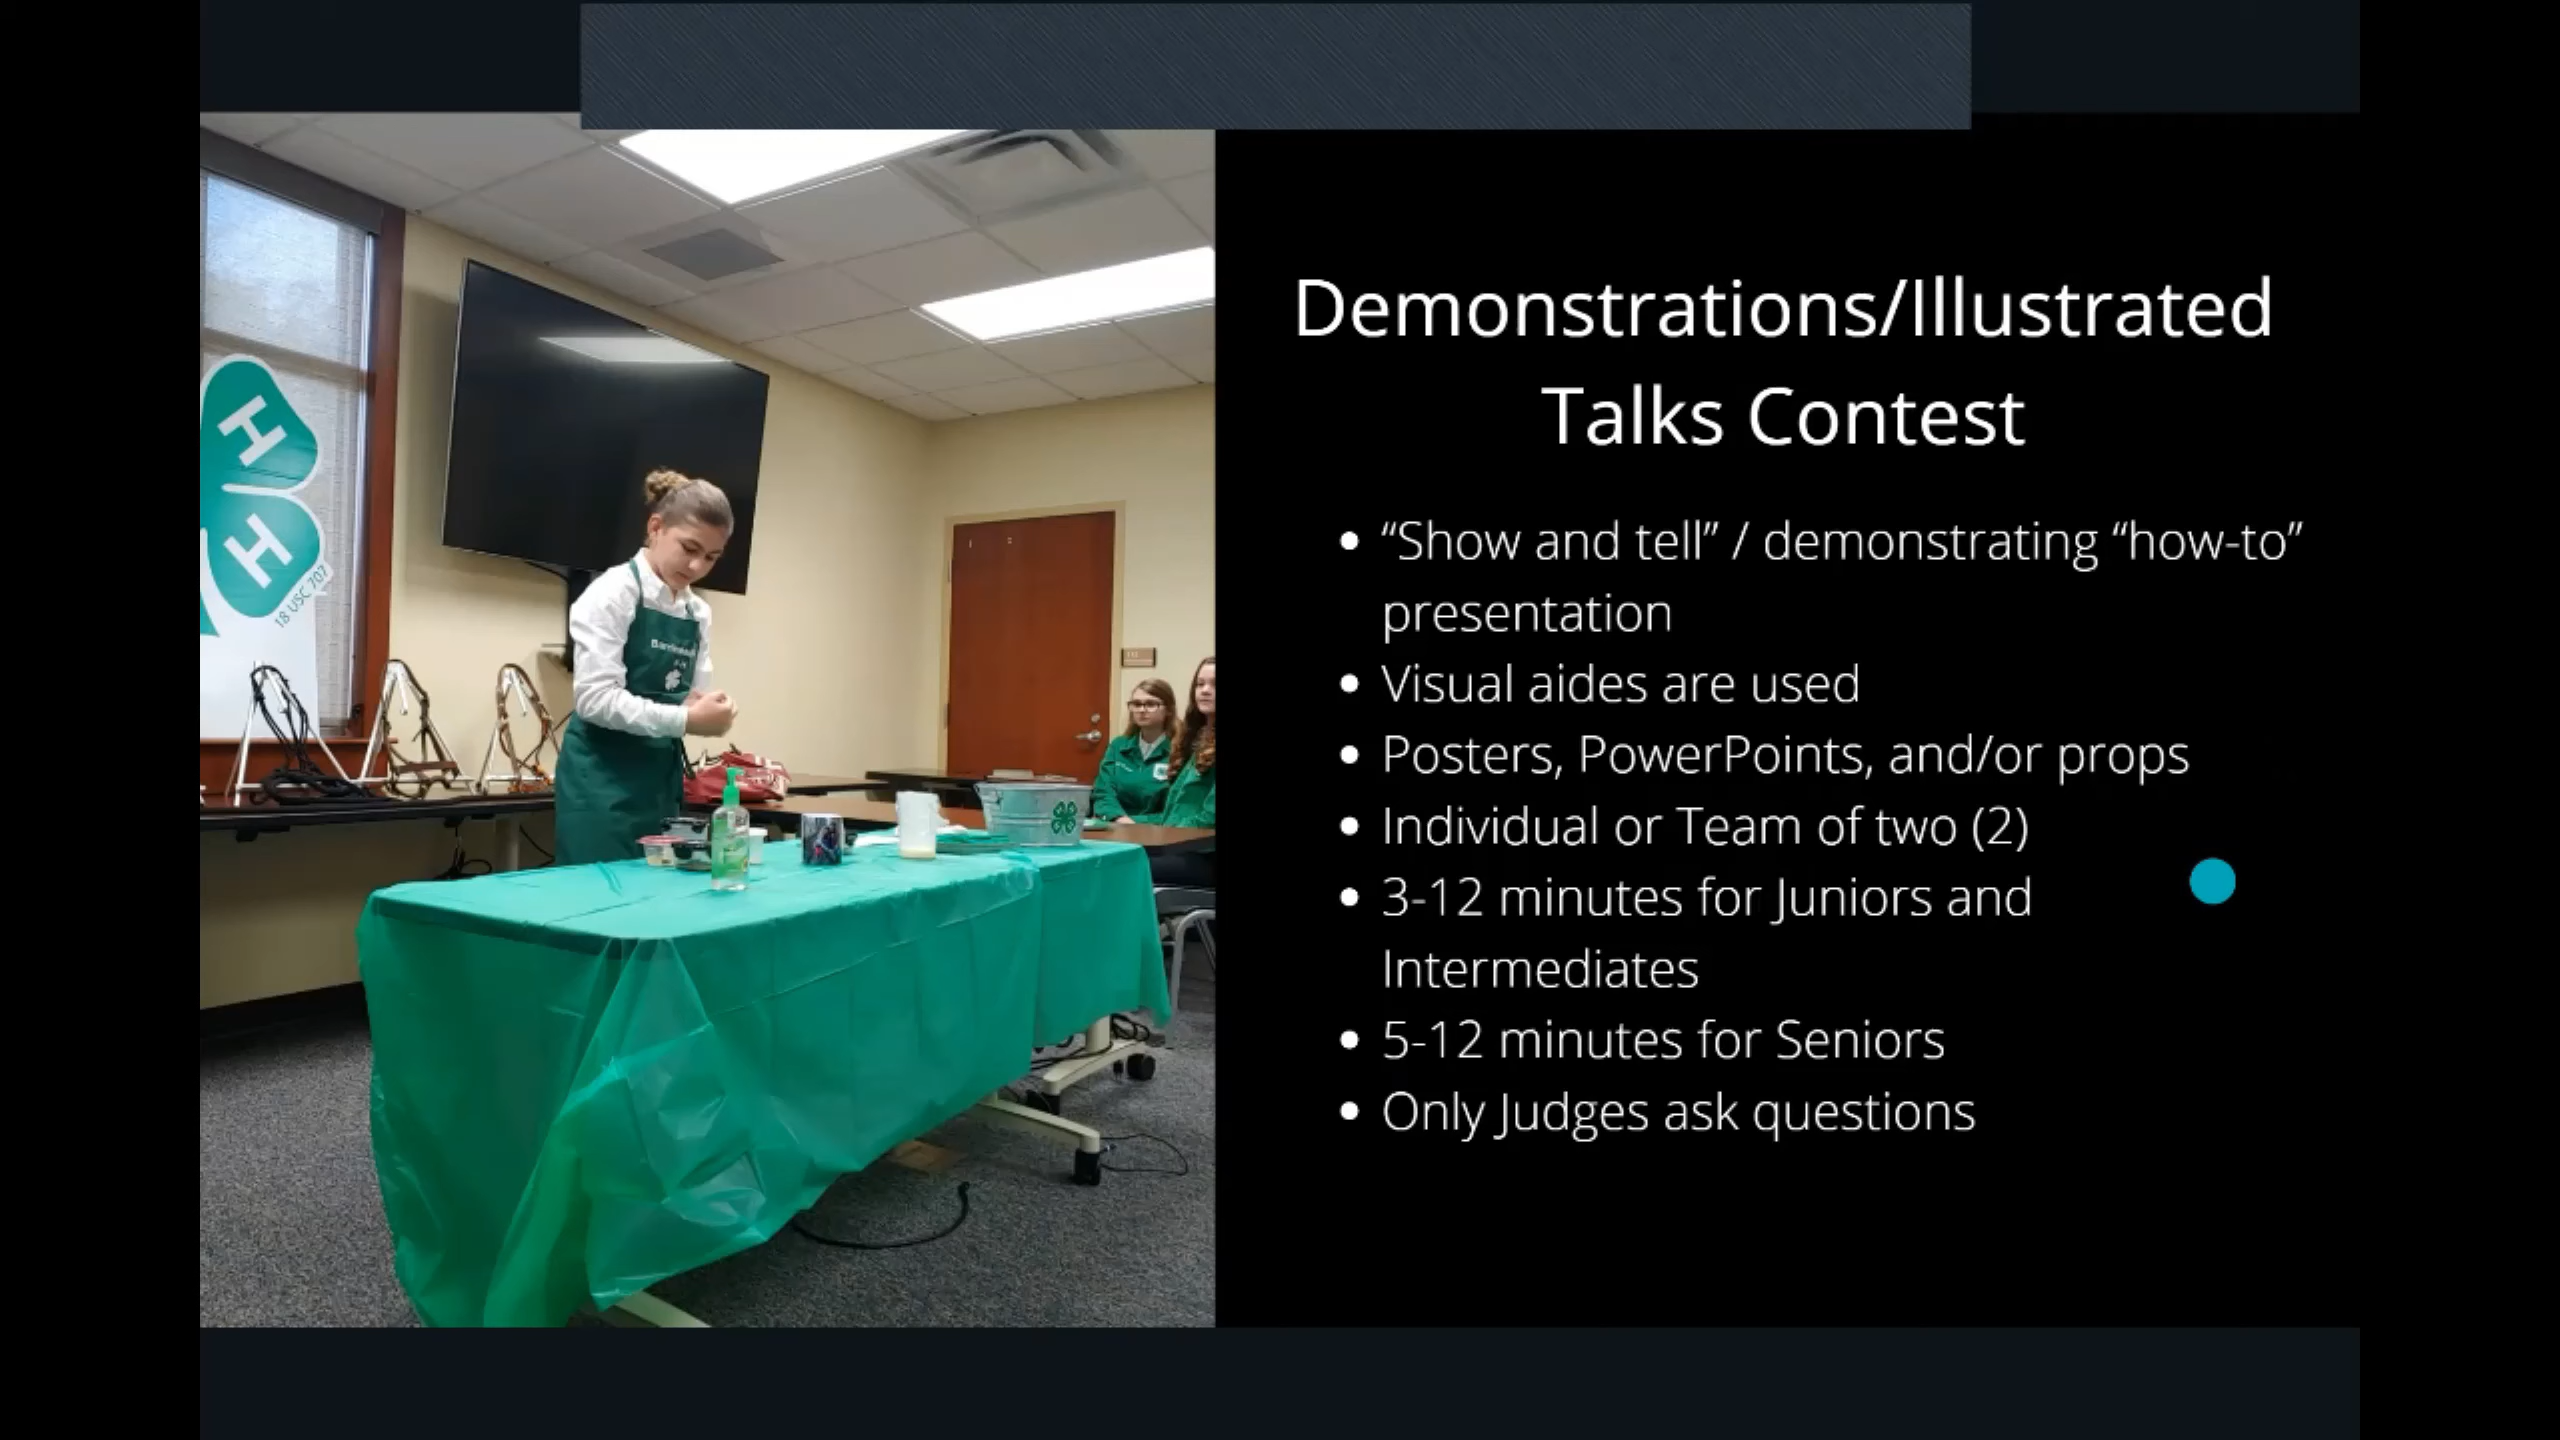 Demonstrations/Illustrated
Talks Contest
• “Show and tell” / demonstrating “how-to”
presentation
• Visual aides are used
• Posters, PowerPoints, and/or props
• Individual or Team of two (2)
• 3-12 minutes for Juniors and
Intermediates
• 5-12 minutes for Seniors
• Only Judges ask questions
H
H
18 USC 707